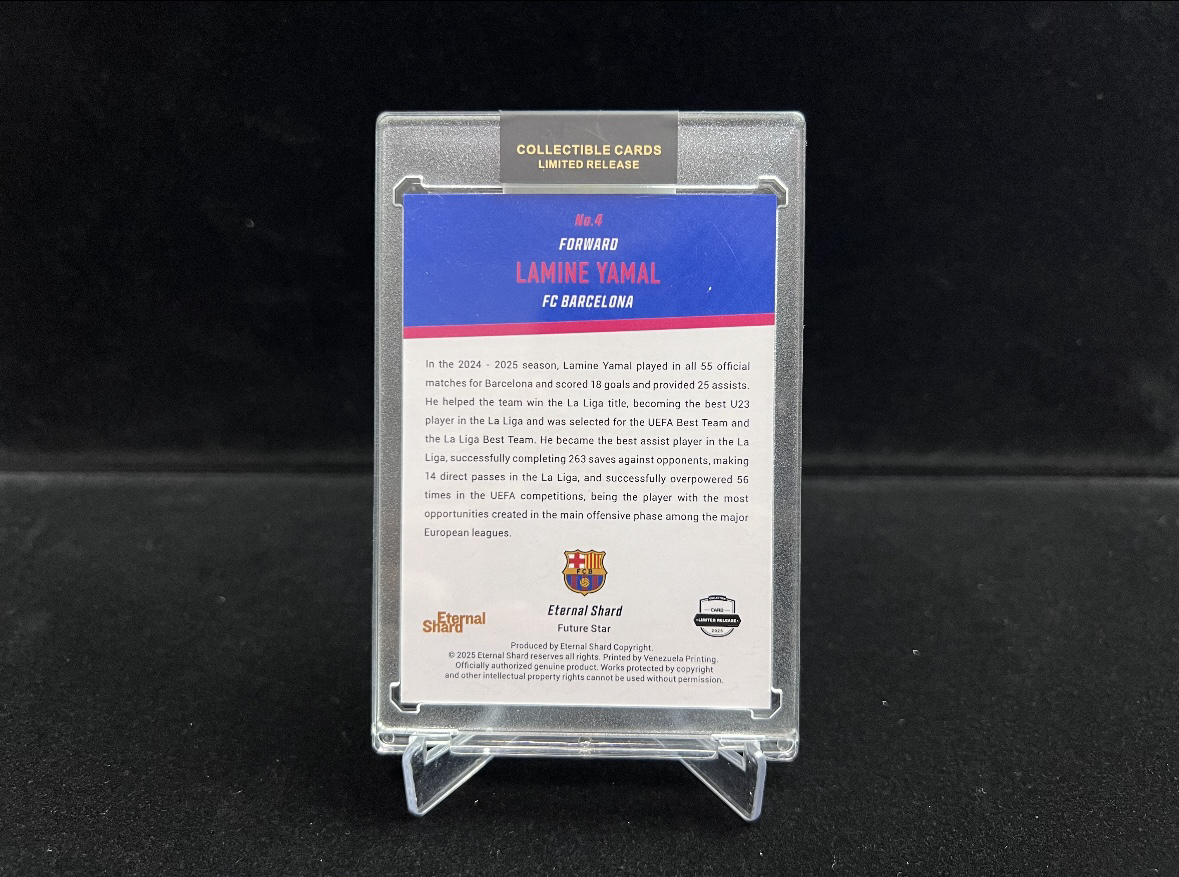 COLLECTIBLE CARDS
LIMITED RELEASE
No.4
FORWARD
LAMINE YAMAL
FC BARCELONA
In the 2024 - 2025 season, Lamine Yamal played in all 55 official
matches for Barcelona and scored 18 goals and provided 25 assists.
He helped the team win the La Liga title, becoming the best U23
player in the La Liga and was selected for the UEFA Best Team and
the La Liga Best Team. He became the best assist player in the La
Liga, successfully completing 263 saves against opponents, making
14 direct passes in the La Liga, and successfully overpowered 56
times in the UEFA competitions, being the player with the most
opportunities created in the main offensive phase among the major
European leagues.
FCB
Eternal Shard
Future Star
Eternal
Shard
CARD
LIMITED RELEASE
2025
Produced by Eternal Shard Copyright.
© 2025 Eternal Shard reserves all rights. Printed by Venezuela Printing.
Officially authorized genuine product. Works protected by copyright
and other intellectual property rights cannot be used without permission.